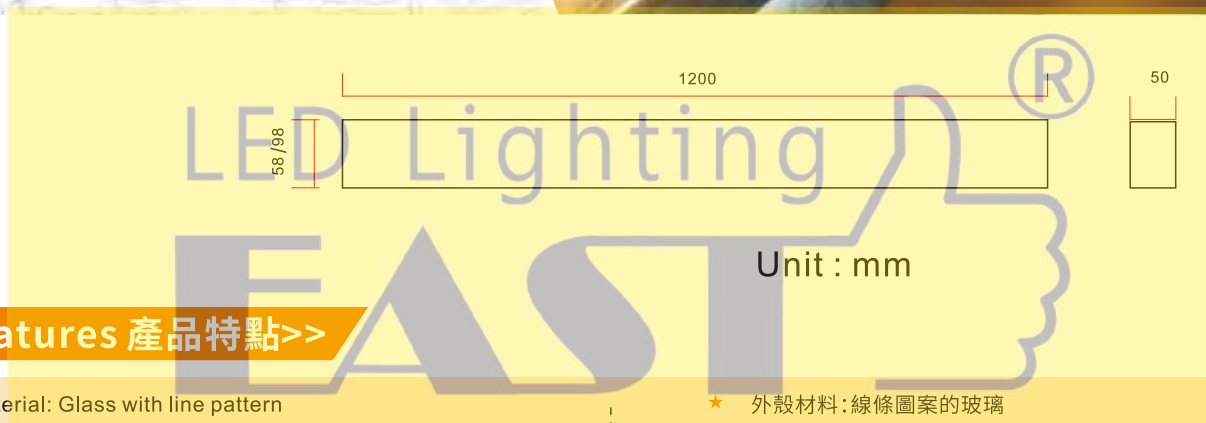 1200
50
58/98
LED Lighting ®
EAST
Unit : mm
atures 產品特點>>
erial: Glass with line pattern
★ 外殼材料:線條圖案的玻璃